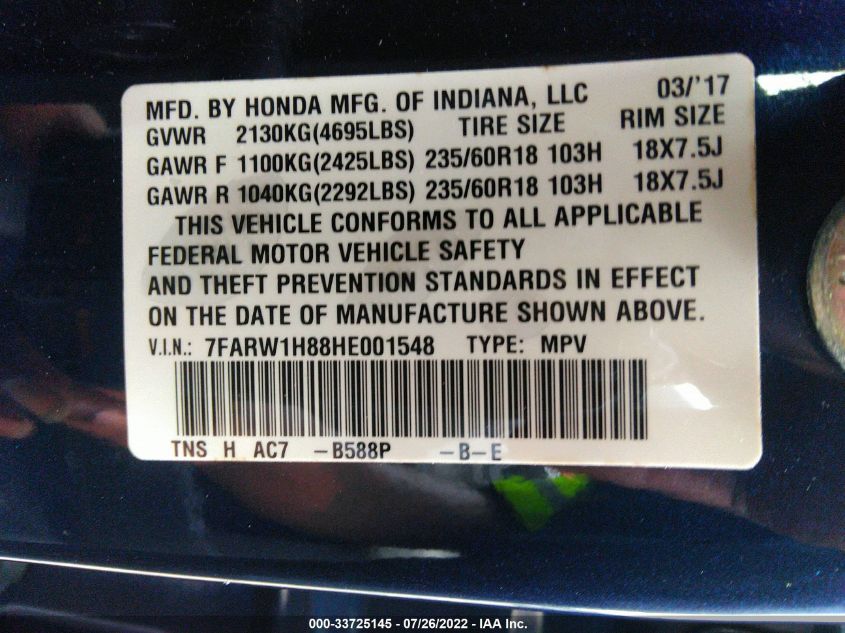 MFD. BY HONDA MFG. OF INDIANA, LLC 03/'17
GVWR 2130KG(4695LBS) TIRE SIZE RIM SIZE
GAWR F 1100KG(2425LBS) 235/60R18 103H 18X7.5J
GAWR R 1040KG(2292LBS) 235/60R18 103H 18X7.5J
THIS VEHICLE CONFORMS TO ALL APPLICABLE
FEDERAL MOTOR VEHICLE SAFETY
AND THEFT PREVENTION STANDARDS IN EFFECT
ON THE DATE OF MANUFACTURE SHOWN ABOVE.
V.I.N.: 7FARW1H88HE001548 TYPE: MPV
TNS H AC7 -B588P -B-E
000-33725145 - 07/26/2022 - IAA Inc.